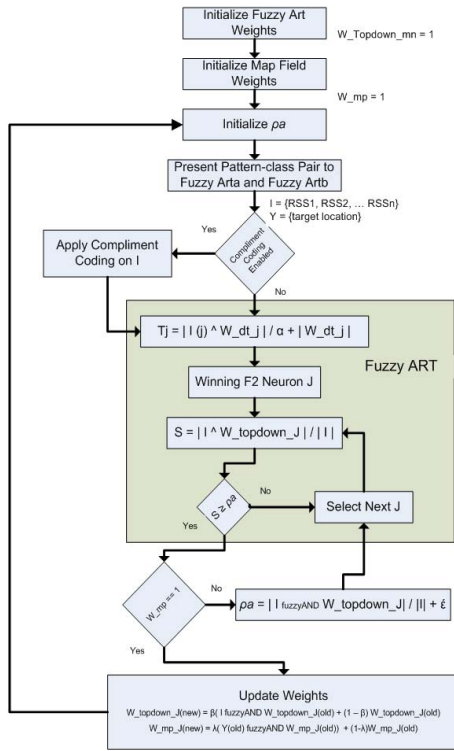 Initialize Fuzzy Art
Weights
W_Topdown_mn = 1
Initialize Map Field
Weights
W_mp = 1
Initialize ρa
Present Pattern-class Pair to
Fuzzy Arta and Fuzzy Artb
I = {RSS1, RSS2, … RSSn}
Y = {target location}
Yes
Compliment
Coding
Enabled
Apply Compliment
Coding on I
No
Tj = | I (j) ^ W_dt_j | / α + | W_dt_j |
Fuzzy ART
Winning F2 Neuron J
S = | I ^ W_topdown_J | / | I |
S ≥ ρa
No
Select Next J
Yes
W_mp == 1
No
ρa = | I fuzzyAND W_topdown_J| / |I| + έ
Yes
Update Weights
W_topdown_J(new) = β( I fuzzyAND W_topdown_J(old) + (1 – β) W_topdown_J(old)
W_mp_J(new) = λ( Y(old) fuzzyAND W_mp_J(old)) + (1-λ)W_mp_J(old)